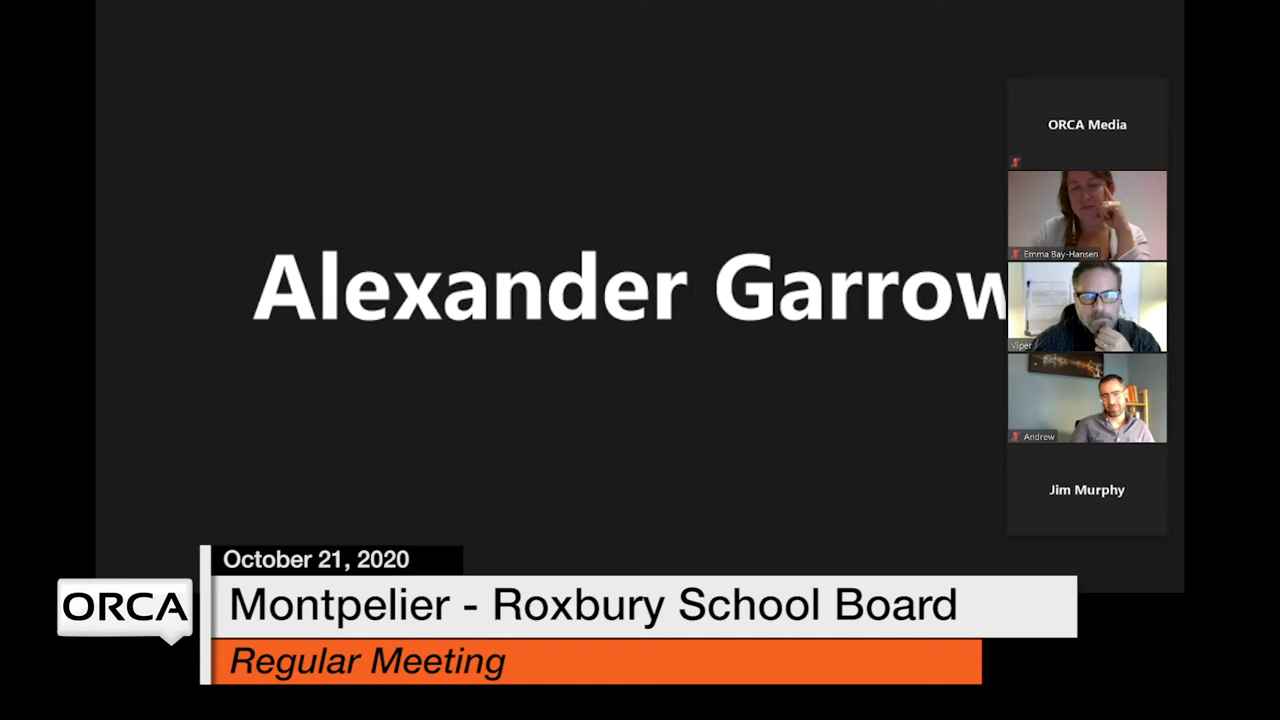 ORCA Media
Emma Bay-Hansen
Alexander Garrow
Viper
Andrew
Jim Murphy
October 21, 2020
Montpelier - Roxbury School Board
ORCA
Regular Meeting